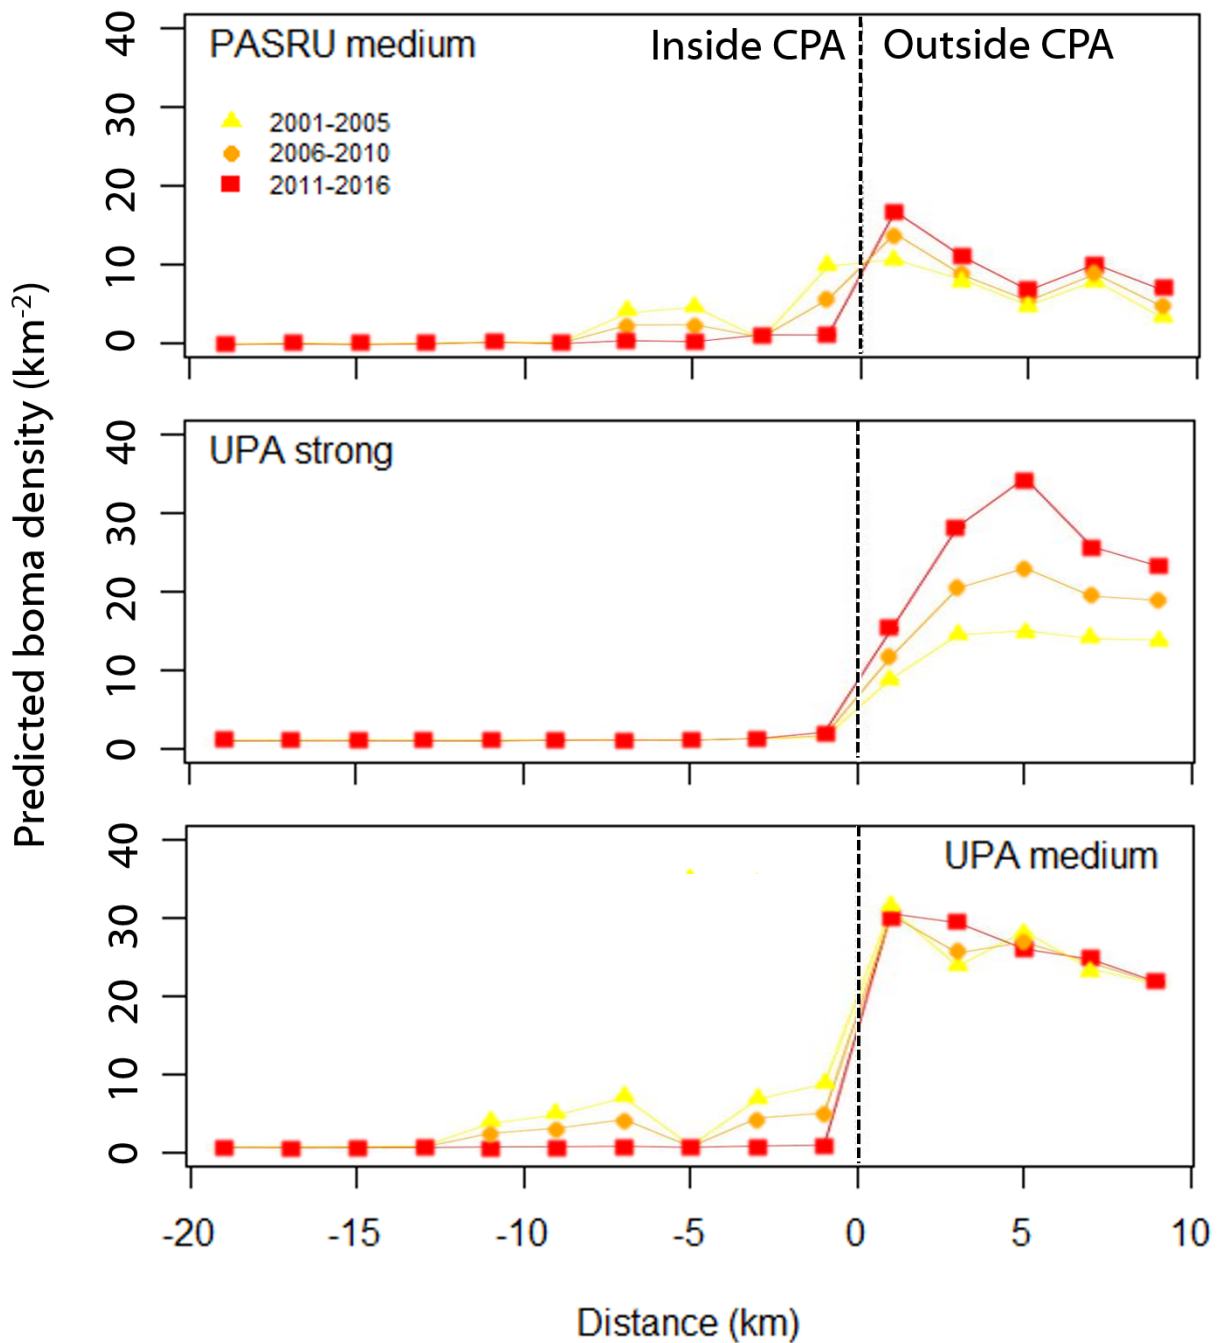 PASRU medium
Inside CPA
Outside CPA
2001-2005
2006-2010
2011-2016
40
30
20
10
0
UPA strong
40
30
20
10
0
UPA medium
40
30
20
10
0
-20 -15 -10 -5 0 5 10
Distance (km)
Predicted boma density (km⁻²)